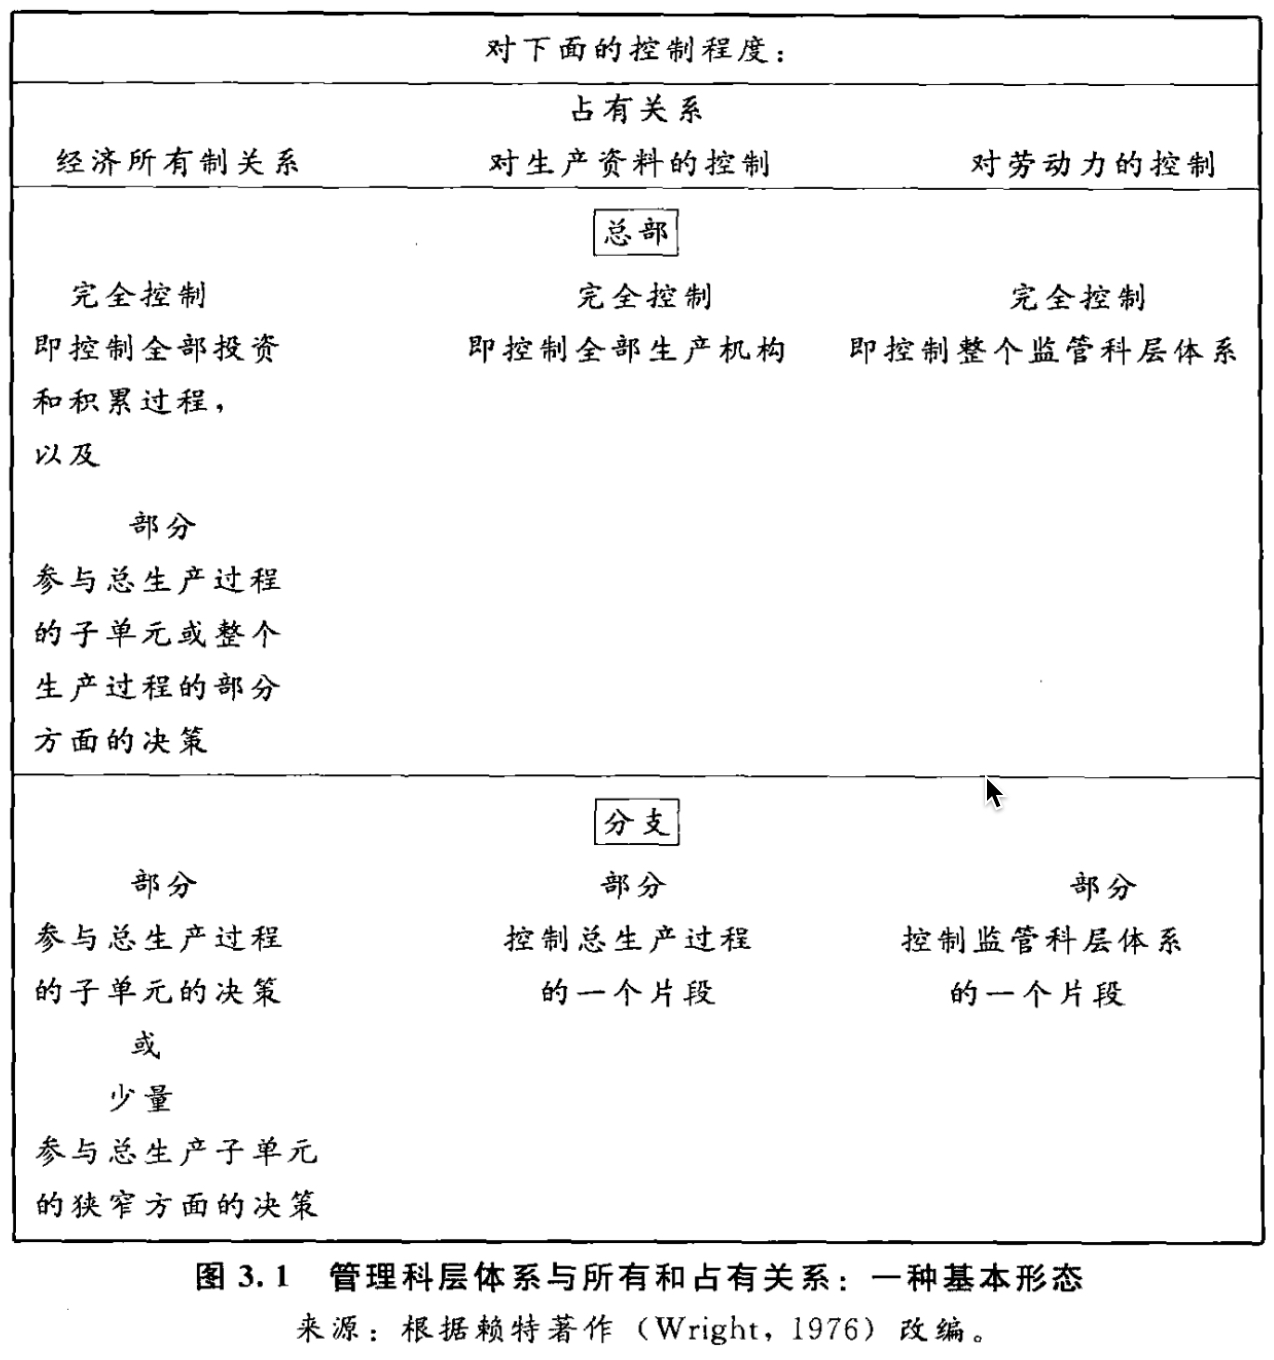 对下面的控制程度：
占有关系
经济所有制关系 对生产资料的控制 对劳动力的控制
总部
完全控制 完全控制 完全控制
即控制全部投资 即控制全部生产机构 即控制整个监管科层体系
和积累过程，
以及
部分
参与总生产过程
的子单元或整个
生产过程的部分
方面的决策
分支
部分 部分 部分
参与总生产过程 控制总生产过程 控制监管科层体系
的子单元的决策 的一个片段 的一个片段
或
少量
参与总生产子单元
的狭窄方面的决策
图 3.1 管理科层体系与所有和占有关系：一种基本形态
来源：根据赖特著作（Wright，1976）改编。